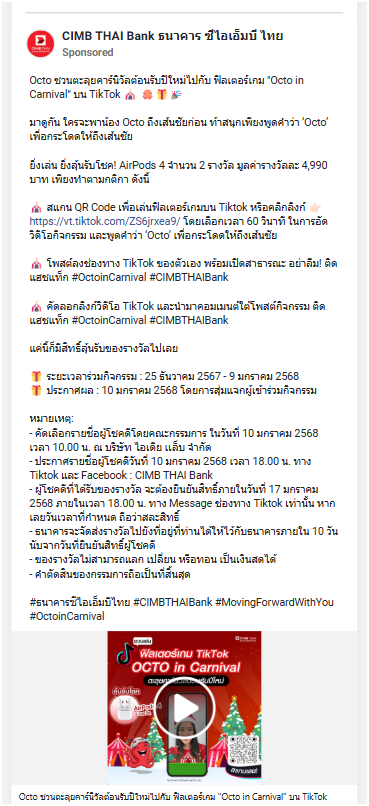 CIMB THAI Bank ธนาคาร ซีไอเอ็มบี ไทย
Sponsored
Octo ชวนตะลุยคาร์นิวัลต้อนรับปีใหม่ไปกับ ฟิลเตอร์เกม "Octo in
Carnival" บน TikTok 🎪 🐙 🎁 🎉
มาดูกัน ใครจะพาน้อง Octo ถึงเส้นชัยก่อน ทำสนุกเพียงพูดคำว่า ‘Octo’
เพื่อกระโดดให้ถึงเส้นชัย
ยิ่งเล่น ยิ่งลุ้นรับโชค! AirPods 4 จำนวน 2 รางวัล มูลค่ารางวัลละ 4,990
บาท เพียงทำตามกติกา ดังนี้
🎪 สแกน QR Code เพื่อเล่นฟิลเตอร์เกมบน Tiktok หรือคลิกลิงก์ 👉🏻
https://vt.tiktok.com/ZS6jrxea9/ โดยเลือกเวลา 60 วินาที ในการอัด
วิดีโอกิจกรรม และพูดคำว่า ‘Octo’ เพื่อกระโดดให้ถึงเส้นชัย
🎪 โพสต์ลงช่องทาง TikTok ของตัวเอง พร้อมเปิดสาธารณะ อย่าลืม! ติด
แฮชแท็ก #OctoinCarnival #CIMBTHAIBank
🎪 คัดลอกลิงก์วิดีโอ TikTok และนำมาคอมเมนต์ใต้โพสต์กิจกรรม ติด
แฮชแท็ก #OctoinCarnival #CIMBTHAIBank
แค่นี้ก็มีสิทธิ์ลุ้นรับของรางวัลไปเลย
🎁 ระยะเวลาร่วมกิจกรรม : 25 ธันวาคม 2567 - 9 มกราคม 2568
🎁 ประกาศผล : 10 มกราคม 2568 โดยการสุ่มแจกผู้เข้าร่วมกิจกรรม
หมายเหตุ:
- คัดเลือกรายชื่อผู้โชคดีโดยคณะกรรมการ ในวันที่ 10 มกราคม 2568
เวลา 10.00 น. ณ บริษัท ไอเดีย แล็บ จำกัด
- ประกาศรายชื่อผู้โชคดีวันที่ 10 มกราคม 2568 เวลา 18.00 น. ทาง
Tiktok และ Facebook : CIMB THAI Bank
- ผู้โชคดีที่ได้รับของรางวัล จะต้องยืนยันสิทธิ์ภายในวันที่ 17 มกราคม
2568 ภายในเวลา 18.00 น. ทาง Message ช่องทาง Tiktok เท่านั้น หาก
เลยวันเวลาที่กำหนด ถือว่าสละสิทธิ์
- ธนาคารจะจัดส่งรางวัลไปยังที่อยู่ที่ท่านได้ให้ไว้กับธนาคารภายใน 10 วัน
นับจากวันที่ยืนยันสิทธิ์ผู้โชคดี
- ของรางวัลไม่สามารถแลก เปลี่ยน หรือทอน เป็นเงินสดได้
- คำตัดสินของกรรมการถือเป็นที่สิ้นสุด
#ธนาคารซีไอเอ็มบีไทย #CIMBTHAIBank #MovingForwardWithYou
#OctoinCarnival
ชวนเล่น
ฟิลเตอร์เกม TikTok
OCTO in Carnival
ตะลุยคาร์นิวัลต้อนรับปีใหม่
ลุ้นรับโชค
AirPods 4
สแกนเลย!
Octo ชวนตะลุยคาร์นิวัลต้อนรับปีใหม่ไปกับ ฟิลเตอร์เกม "Octo in Carnival" บน TikTok